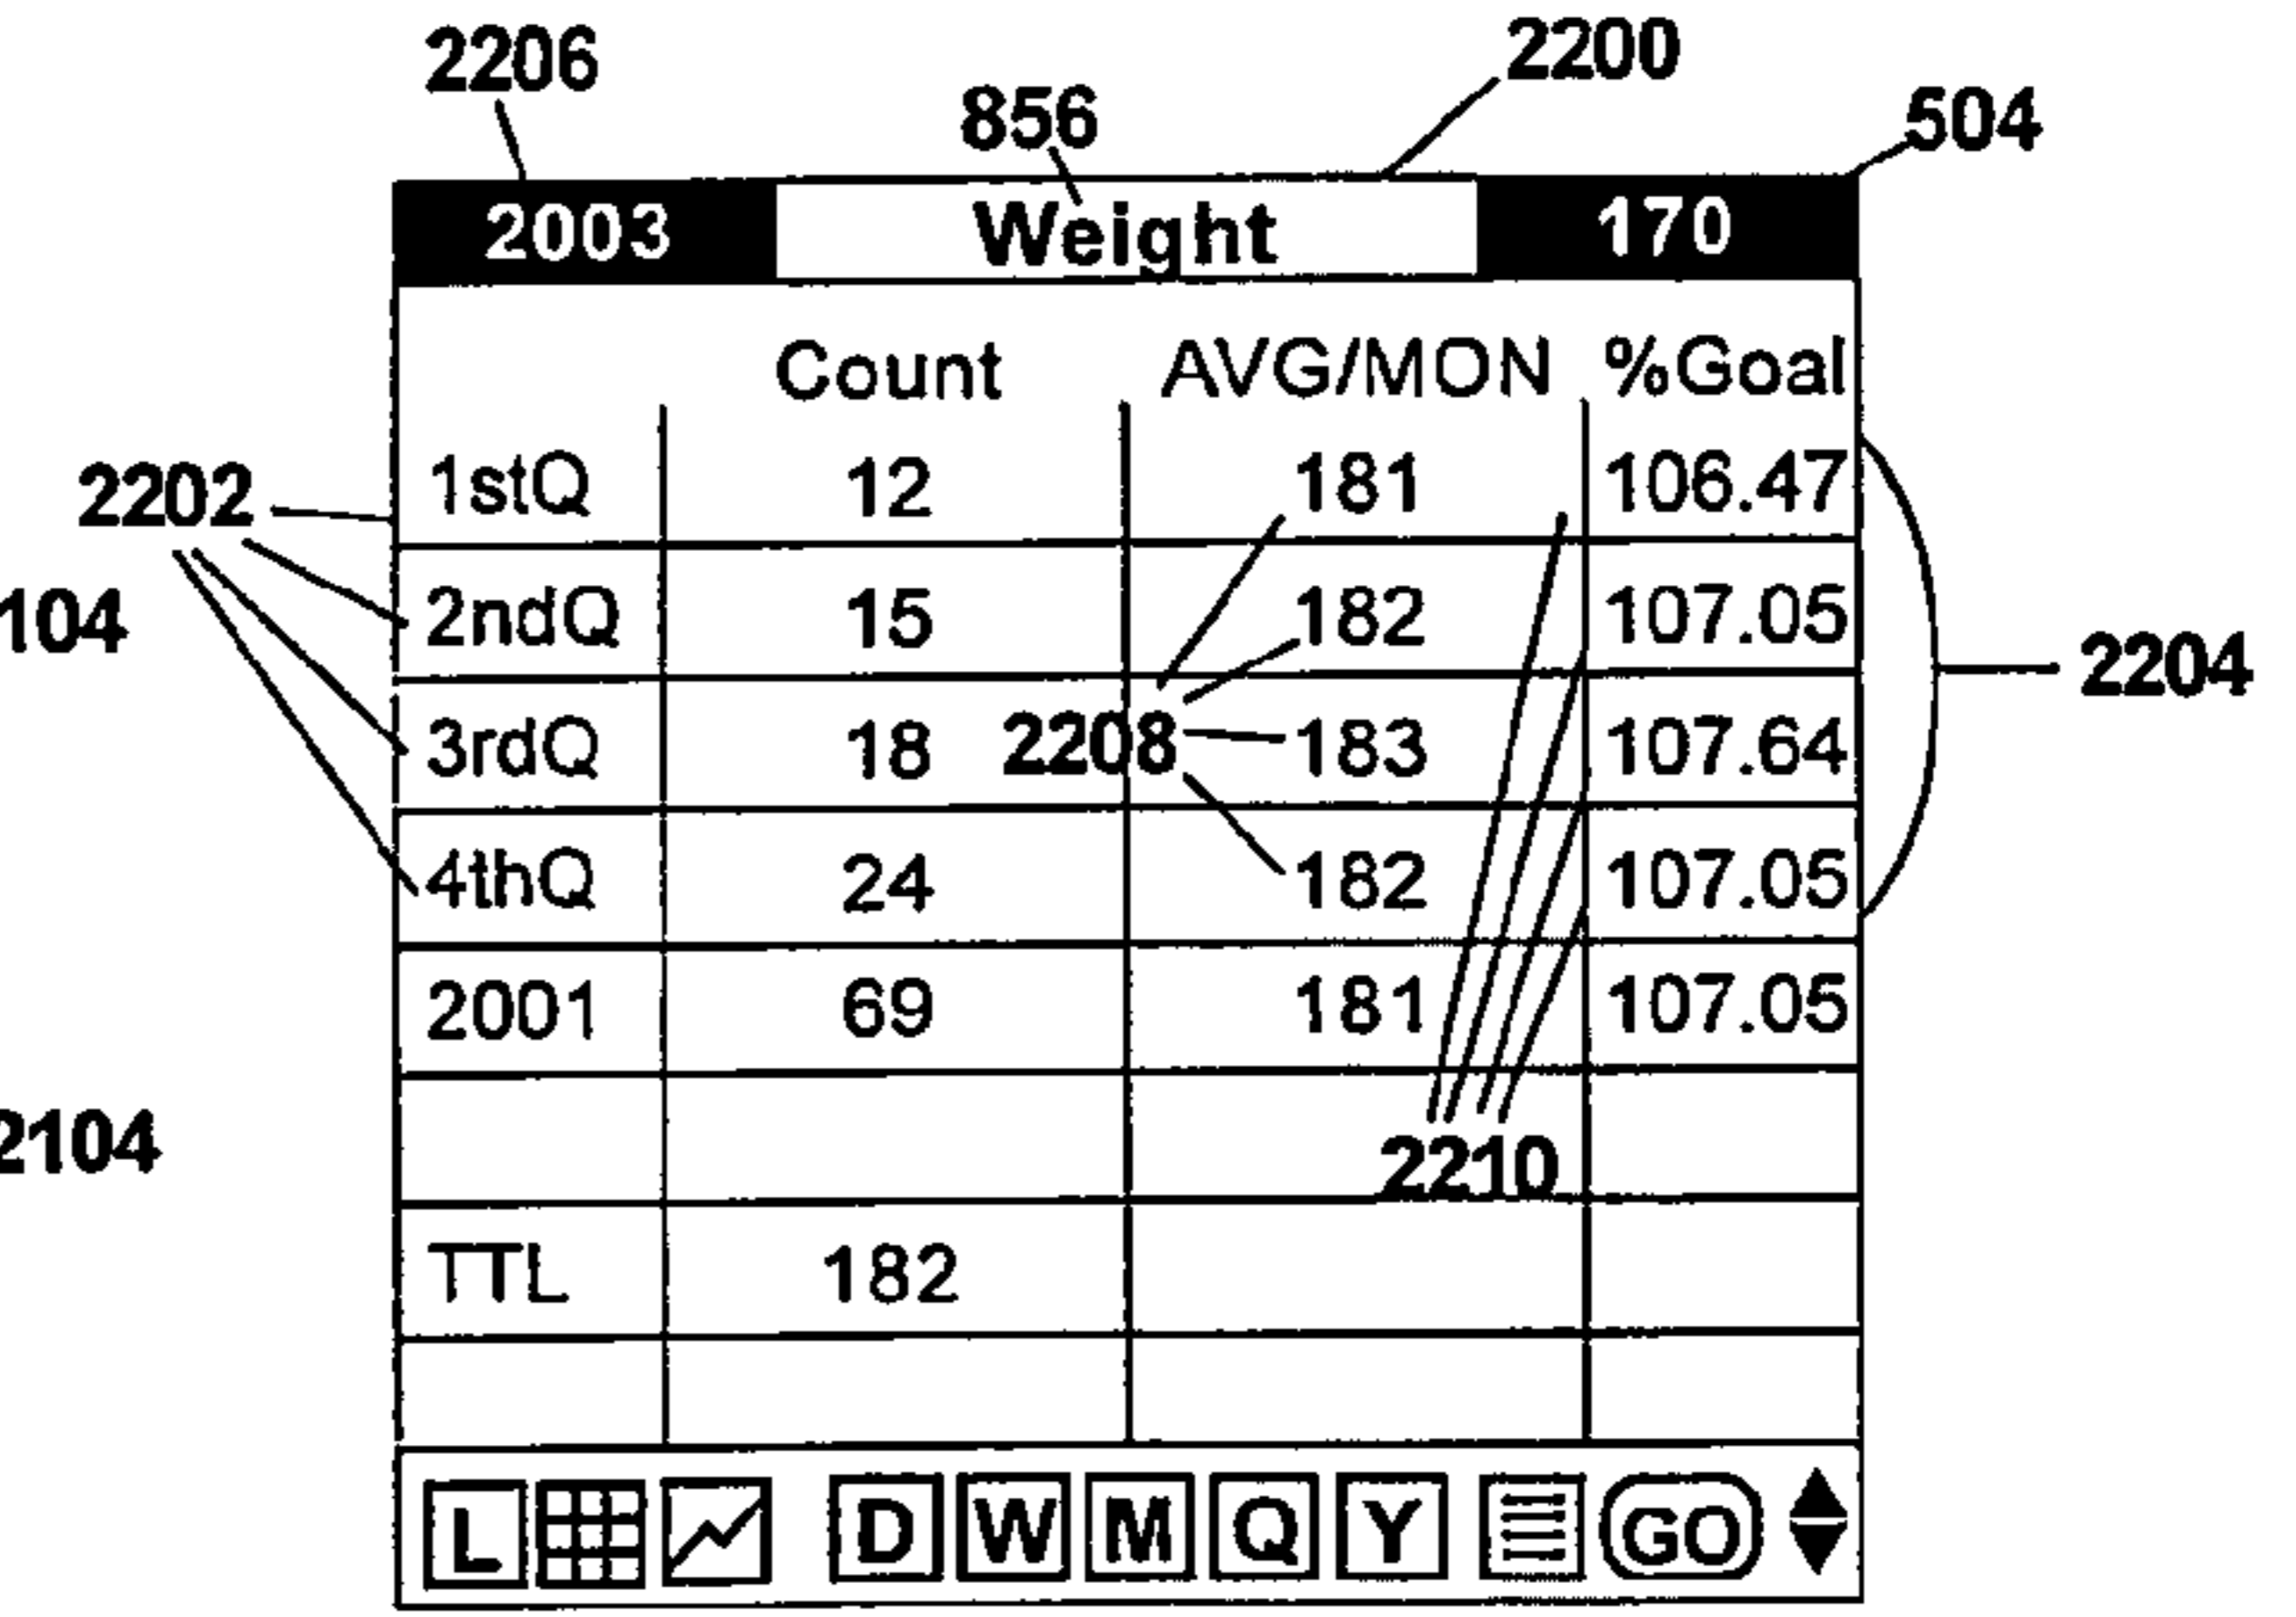 2206 2200
856 504
2003 Weight 170
Count AVG/MON %Goal
2202 1stQ 12 181 106.47
104 2ndQ 15 182 107.05
2204
3rdQ 18 2208 183 107.64
4thQ 24 182 107.05
2001 69 181 107.05
2104 2210
TTL 182
L D W M Q Y GO